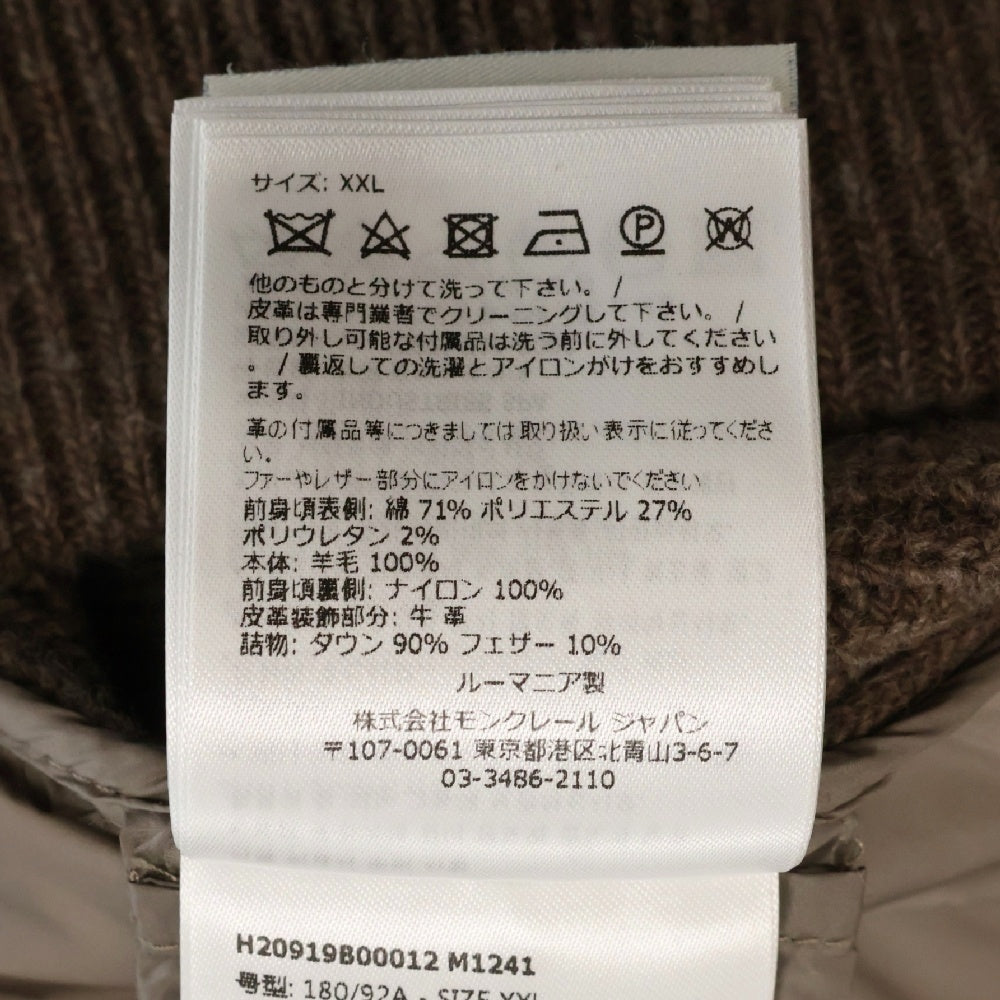 サイズ: XXL
他のものと分けて洗って下さい。 /
皮革は専門業者でクリーニングして下さい。 /
取り外し可能な付属品は洗う前に外してください
。 / 裏返しての洗濯とアイロンがけをおすすめし
ます。
革の付属品等につきましては取り扱い表示に従ってくださ
い。
ファーやレザー部分にアイロンをかけないでください
前身頃表側: 綿 71% ポリエステル 27%
ポリウレタン 2%
本体: 羊毛 100%
前身頃裏側: ナイロン 100%
皮革装飾部分: 牛 革
詰物: ダウン 90% フェザー 10%
ルーマニア製
株式会社モンクレール ジャパン
〒107-0061 東京都港区北青山3-6-7
03-3486-2110
H20919B00012 M1241
号型: 180/92A - SIZE XXL